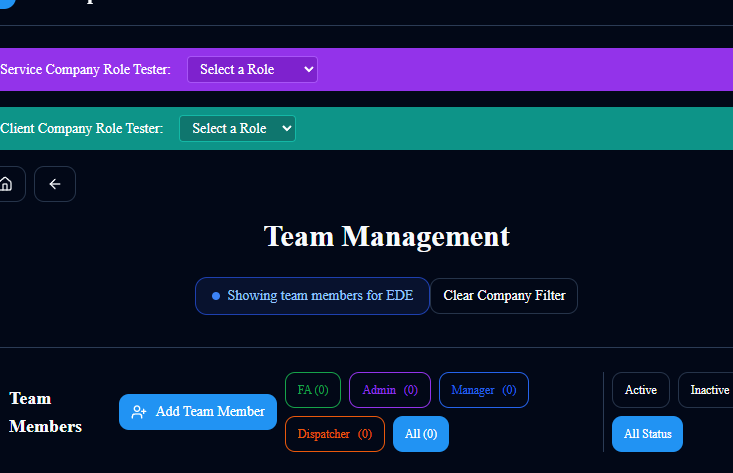 Service Company Role Tester: Select a Role
Client Company Role Tester: Select a Role
Team Management
Showing team members for EDE Clear Company Filter
Team Members
Add Team Member
FA (0) Admin (0) Manager (0)
Dispatcher (0) All (0)
Active Inactive
All Status